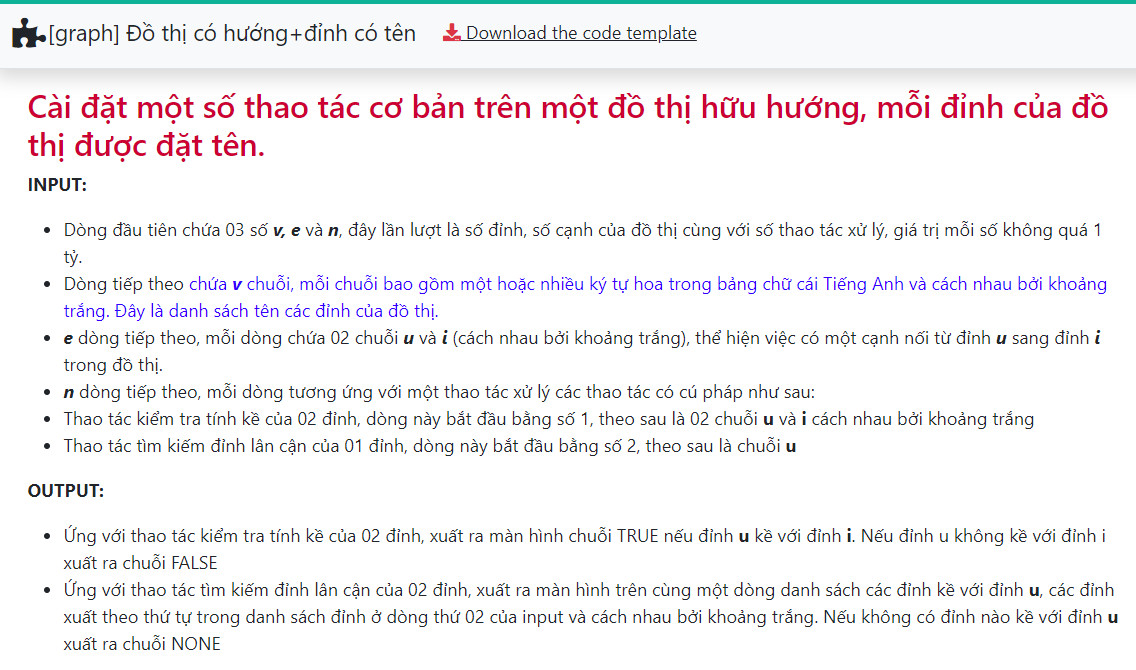 [graph] Đồ thị có hướng+đỉnh có tên Download the code template
Cài đặt một số thao tác cơ bản trên một đồ thị hữu hướng, mỗi đỉnh của đồ
thị được đặt tên.
INPUT:
Dòng đầu tiên chứa 03 số v, e và n, đây lần lượt là số đỉnh, số cạnh của đồ thị cùng với số thao tác xử lý, giá trị mỗi số không quá 1
tỷ.
Dòng tiếp theo chứa v chuỗi, mỗi chuỗi bao gồm một hoặc nhiều ký tự hoa trong bảng chữ cái Tiếng Anh và cách nhau bởi khoảng
trắng. Đây là danh sách tên các đỉnh của đồ thị.
e dòng tiếp theo, mỗi dòng chứa 02 chuỗi u và i (cách nhau bởi khoảng trắng), thể hiện việc có một cạnh nối từ đỉnh u sang đỉnh i
trong đồ thị.
n dòng tiếp theo, mỗi dòng tương ứng với một thao tác xử lý các thao tác có cú pháp như sau:
Thao tác kiểm tra tính kề của 02 đỉnh, dòng này bắt đầu bằng số 1, theo sau là 02 chuỗi u và i cách nhau bởi khoảng trắng
Thao tác tìm kiếm đỉnh lân cận của 01 đỉnh, dòng này bắt đầu bằng số 2, theo sau là chuỗi u
OUTPUT:
Ứng với thao tác kiểm tra tính kề của 02 đỉnh, xuất ra màn hình chuỗi TRUE nếu đỉnh u kề với đỉnh i. Nếu đỉnh u không kề với đỉnh i
xuất ra chuỗi FALSE
Ứng với thao tác tìm kiếm đỉnh lân cận của 02 đỉnh, xuất ra màn hình trên cùng một dòng danh sách các đỉnh kề với đỉnh u, các đỉnh
xuất theo thứ tự trong danh sách đỉnh ở dòng thứ 02 của input và cách nhau bởi khoảng trắng. Nếu không có đỉnh nào kề với đỉnh u
xuất ra chuỗi NONE